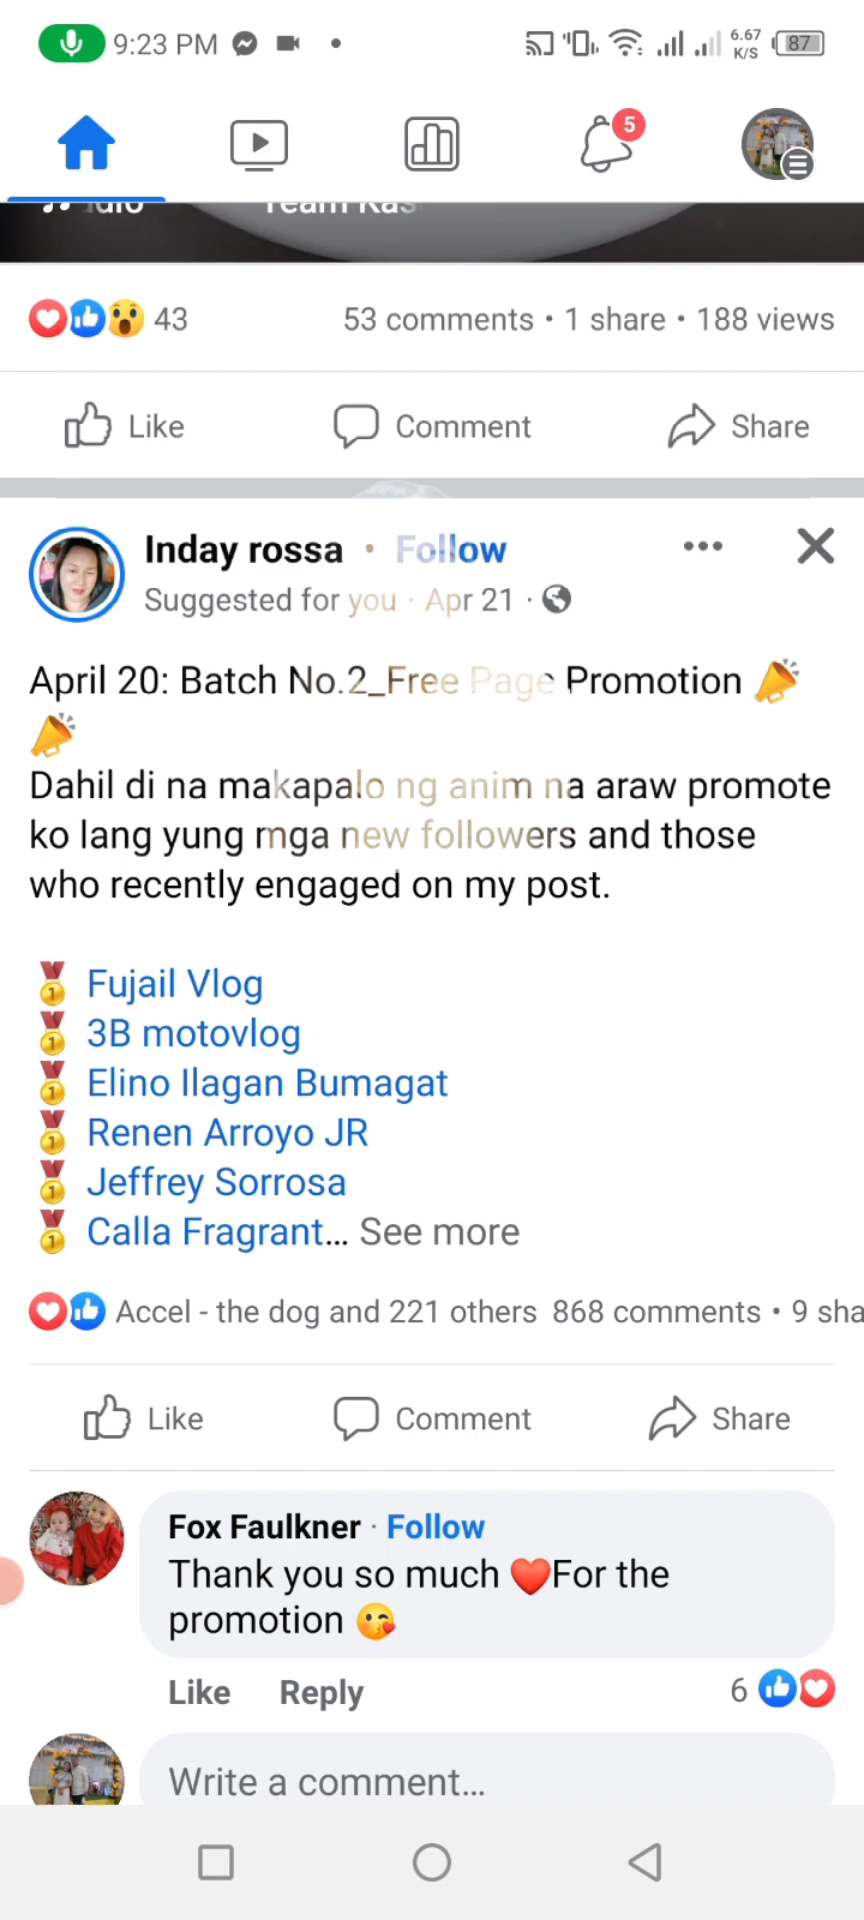 9:23 PM
6.67
K/S
87
5
43
53 comments • 1 share • 188 views
Like
Comment
Share
Inday rossa • Follow
Suggested for you · Apr 21 ·
April 20: Batch No.2_Free Page Promotion 📣
📣
Dahil di na makapalo ng anim na araw promote
ko lang yung mga new followers and those
who recently engaged on my post.
🏅 Fujail Vlog
🏅 3B motovlog
🏅 Elino Ilagan Bumagat
🏅 Renen Arroyo JR
🏅 Jeffrey Sorrosa
🏅 Calla Fragrant... See more
Accel - the dog and 221 others 868 comments • 9 sha
Like
Comment
Share
Fox Faulkner · Follow
Thank you so much ❤️For the
promotion 😘
Like Reply 6
Write a comment...